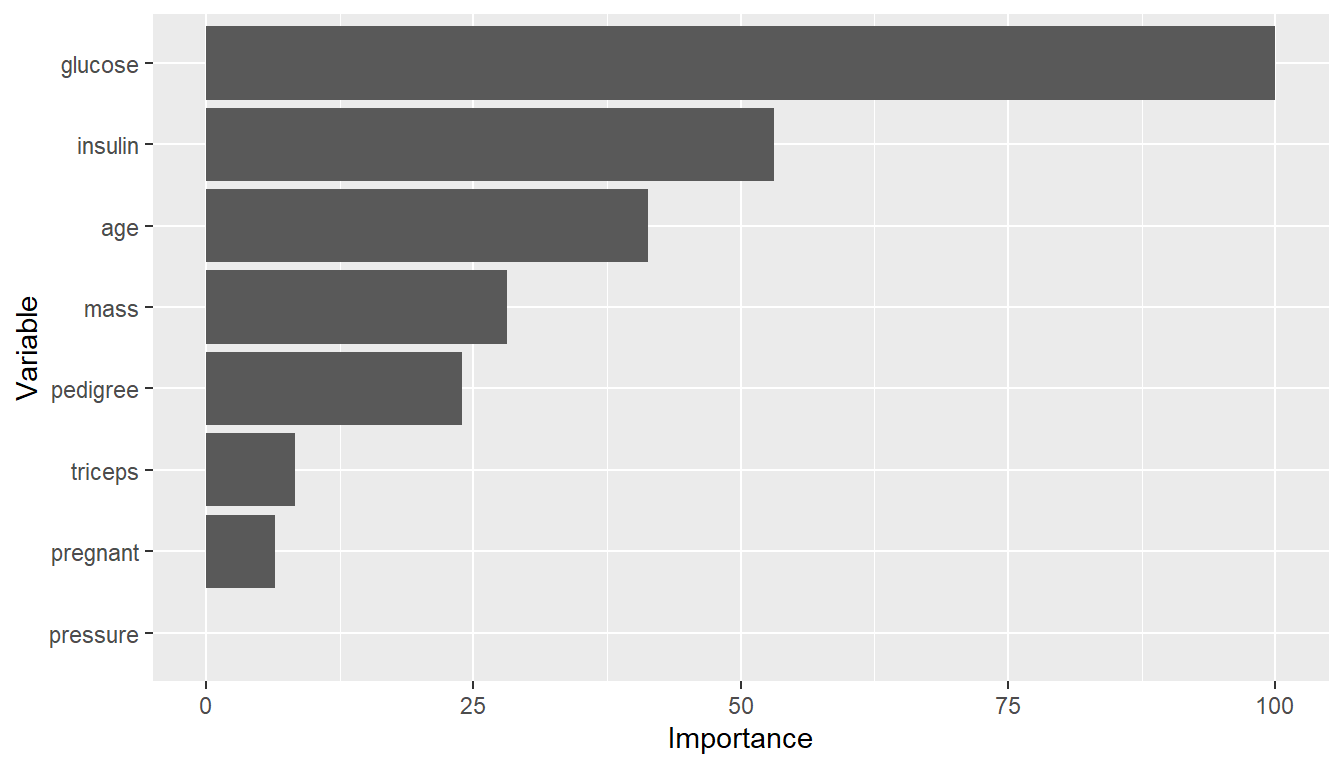 Variable
glucose
insulin
age
mass
pedigree
triceps
pregnant
pressure
0 25 50 75 100
Importance